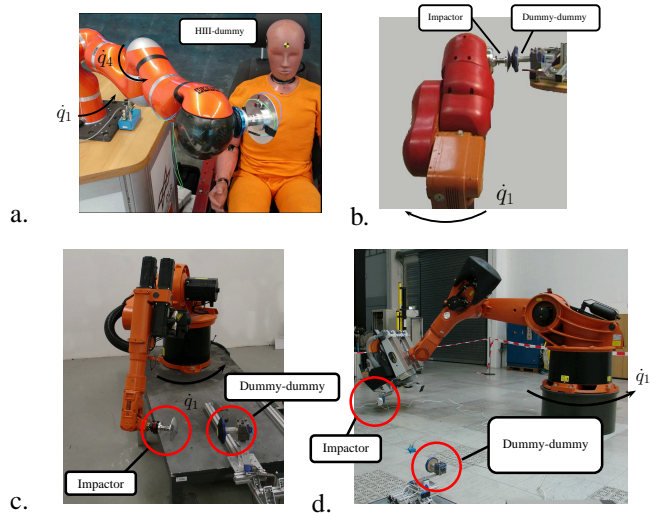 HIII-dummy
q̇4
q̇1
a.
Impactor
Dummy-dummy
q̇1
b.
Dummy-dummy
q̇1
Impactor
c.
q̇1
Impactor
Dummy-dummy
d.